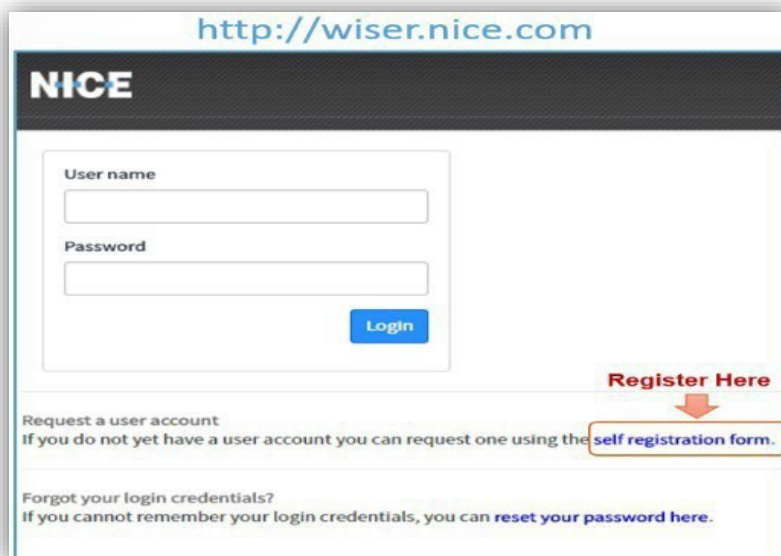 http://wiser.nice.com
NICE
User name
Password
Login
Register Here
Request a user account
If you do not yet have a user account you can request one using the self registration form.
Forgot your login credentials?
If you cannot remember your login credentials, you can reset your password here.